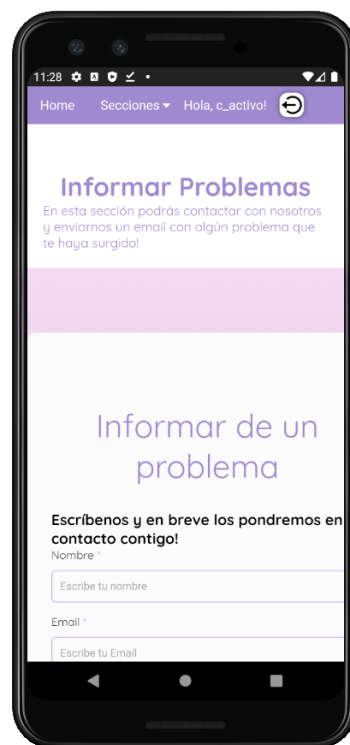 11:28
Home Secciones Hola, c_activo!
Informar Problemas
En esta sección podrás contactar con nosotros
y enviarnos un email con algún problema que
te haya surgido!
Informar de un
problema
Escríbenos y en breve los pondremos en
contacto contigo!
Nombre *
Escribe tu nombre
Email *
Escribe tu Email